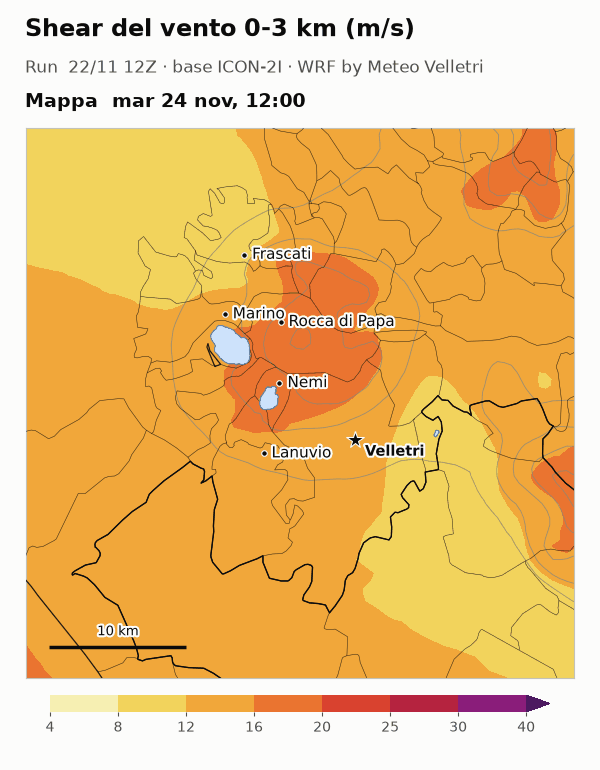 Shear del vento 0-3 km (m/s)
Run  22/11 12Z · base ICON-2I · WRF by Meteo Velletri
Mappa  mar 24 nov, 12:00
Frascati
Marino
Rocca di Papa
Nemi
Velletri
Lanuvio
10 km
4 8 12 16 20 25 30 40